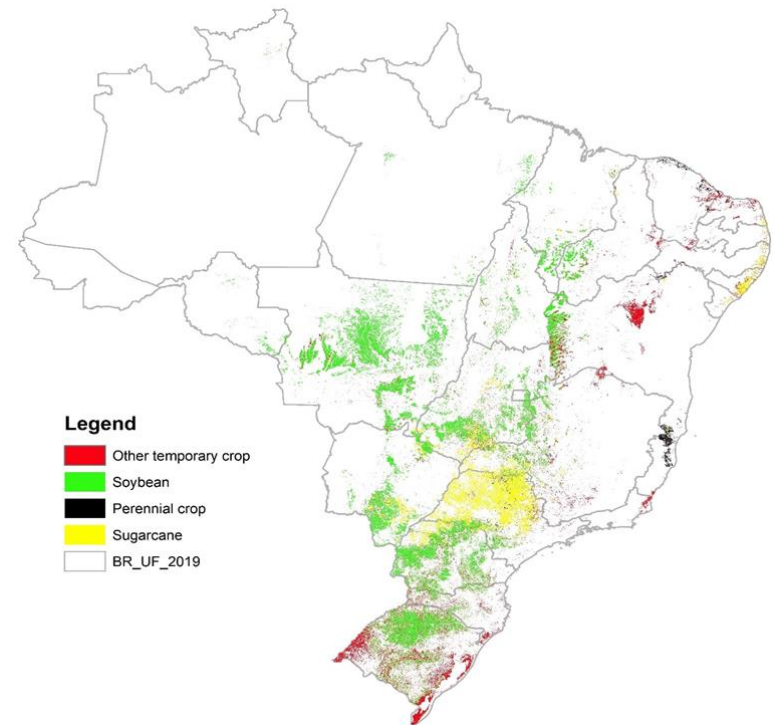 Legend
Other temporary crop
Soybean
Perennial crop
Sugarcane
BR_UF_2019